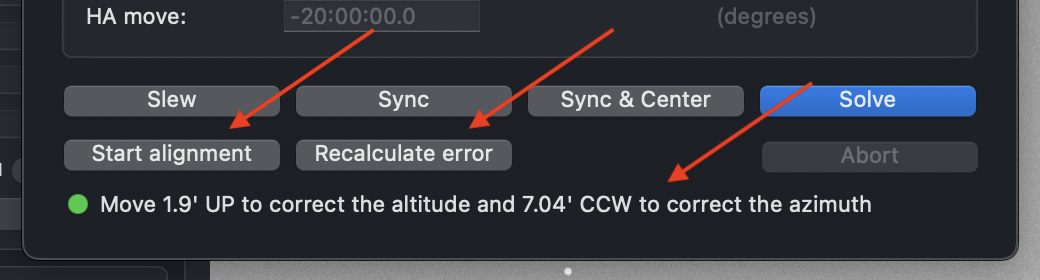 HA move: -20:00:00.0 (degrees)
Slew Sync Sync & Center Solve
Start alignment Recalculate error Abort
Move 1.9' UP to correct the altitude and 7.04' CCW to correct the azimuth